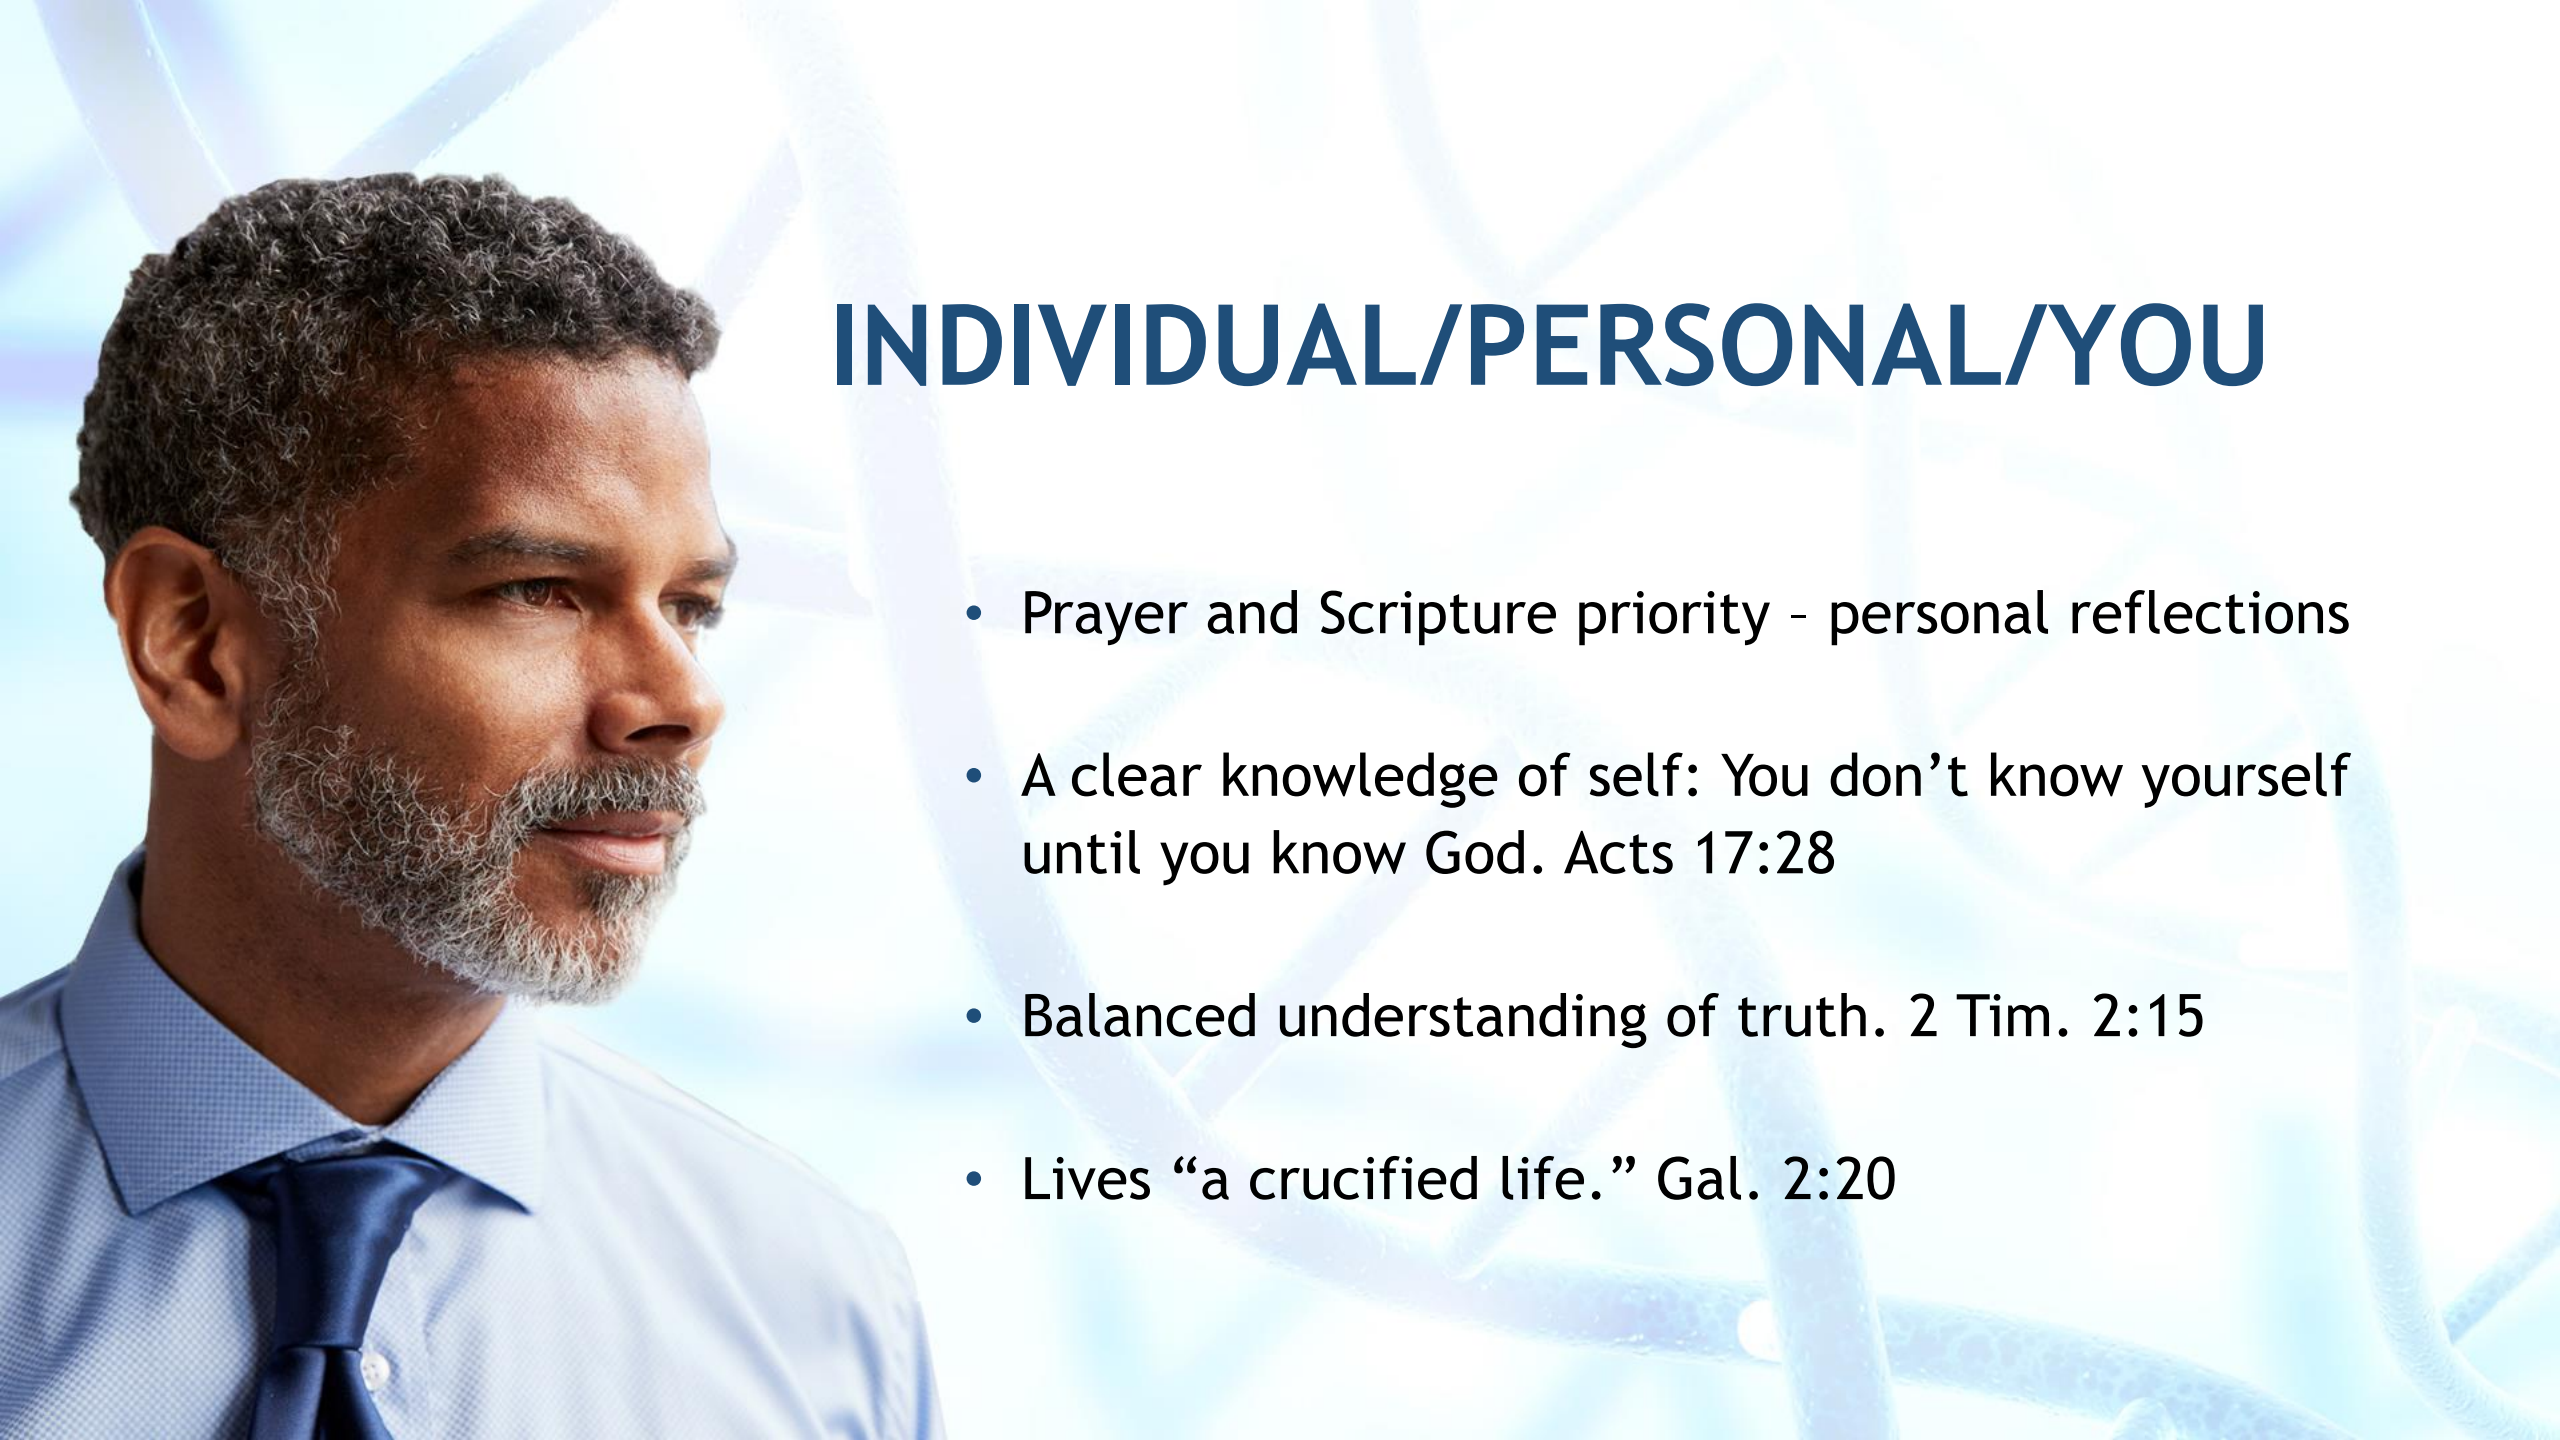 INDIVIDUAL/PERSONAL/YOU
• Prayer and Scripture priority – personal reflections
• A clear knowledge of self: You don’t know yourself
until you know God. Acts 17:28
• Balanced understanding of truth. 2 Tim. 2:15
• Lives “a crucified life.” Gal. 2:20